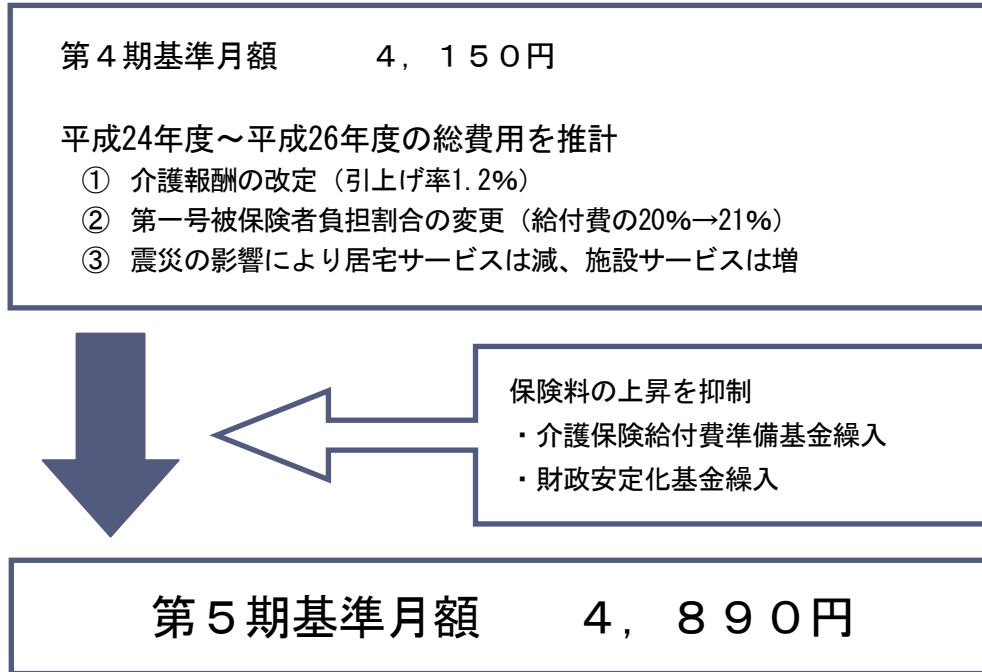 第４期基準月額　　　４，１５０円
平成24年度～平成26年度の総費用を推計
①　介護報酬の改定（引上げ率1.2%）
②　第一号被保険者負担割合の変更（給付費の20%→21%）
③　震災の影響により居宅サービスは減、施設サービスは増
保険料の上昇を抑制
・介護保険給付費準備基金繰入
・財政安定化基金繰入
第５期基準月額　　４，８９０円